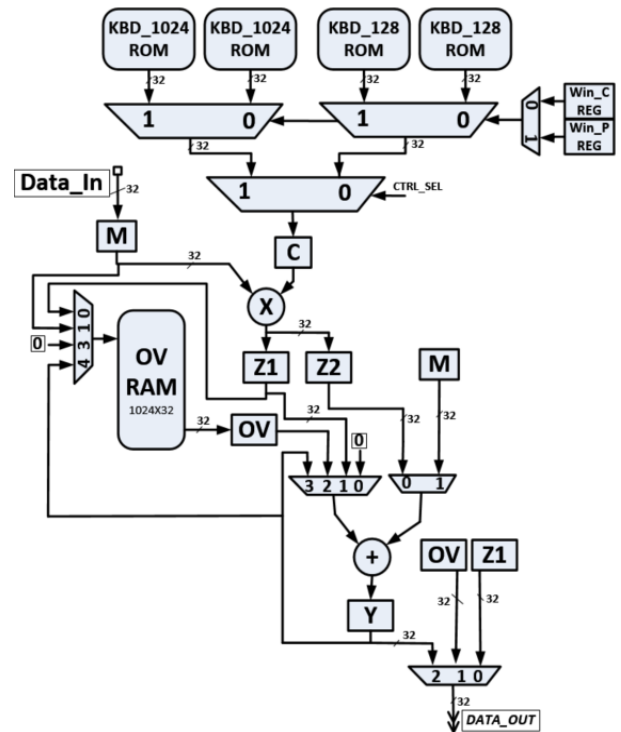 KBD_1024 KBD_1024 KBD_128 KBD_128
ROM ROM ROM ROM
32 32 32 32
Win_C
REG
0
1 0 1 0
1
Win_P
REG
32 32
Data_In
32
1 0
CTRL_SEL
M
32
C
X
32
0
1
3
4
0
OV
RAM
1024X32
Z1 Z2 M
32
32
OV
32
0
32 32
3 2 1 0
0 1
+
OV Z1
32 32
Y
32
2 1 0
32
DATA_OUT